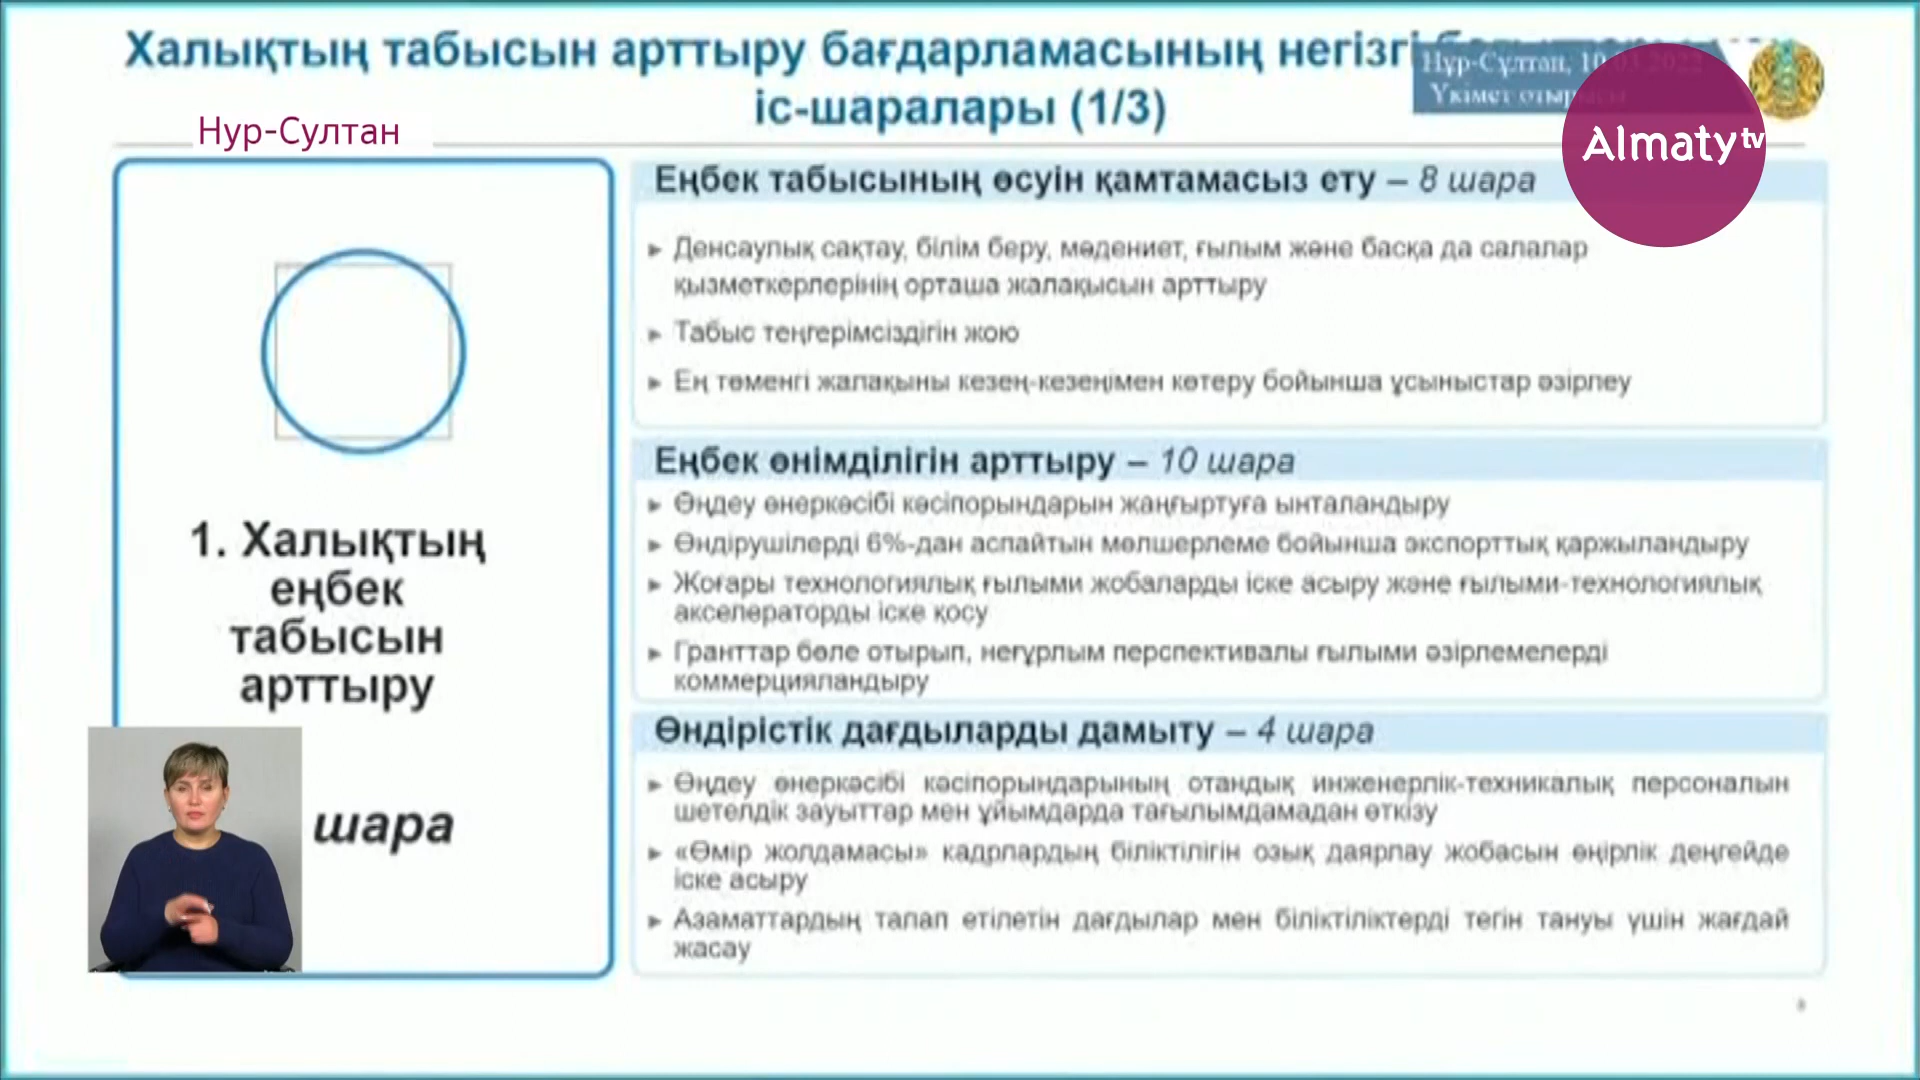 Халықтың табысын арттыру бағдарламасының негізгі
іс-шаралары (1/3)
Нұр-Сұлтан, 10.03.2022
Үкімет отырысы
Almaty tv
Нур-Султан
1. Халықтың
еңбек
табысын
арттыру
шара
Еңбек табысының өсуін қамтамасыз ету – 8 шара
Денсаулық сақтау, білім беру, мәдениет, ғылым және басқа да салалар
қызметкерлерінің орташа жалақысын арттыру
Табыс теңгерімсіздігін жою
Ең төменгі жалақыны кезең-кезеңімен көтеру бойынша ұсыныстар әзірлеу
Еңбек өнімділігін арттыру – 10 шара
Өңдеу өнеркәсібі кәсіпорындарын жаңғыртуға ынталандыру
Өндірушілерді 6%-дан аспайтын мөлшерлеме бойынша экспорттық қаржыландыру
Жоғары технологиялық ғылыми жобаларды іске асыру және ғылыми-технологиялық
акселераторды іске қосу
Гранттар бөле отырып, неғұрлым перспективалы ғылыми әзірлемелерді
коммерцияландыру
Өндірістік дағдыларды дамыту – 4 шара
Өңдеу өнеркәсібі кәсіпорындарының отандық инженерлік-техникалық персоналын
шетелдік зауыттар мен ұйымдарда тағылымдамадан өткізу
«Өмір жолдамасы» кадрлардың біліктілігін озық даярлау жобасын өңірлік деңгейде
іске асыру
Азаматтардың талап етілетін дағдылар мен біліктіліктерді тегін тануы үшін жағдай
жасау